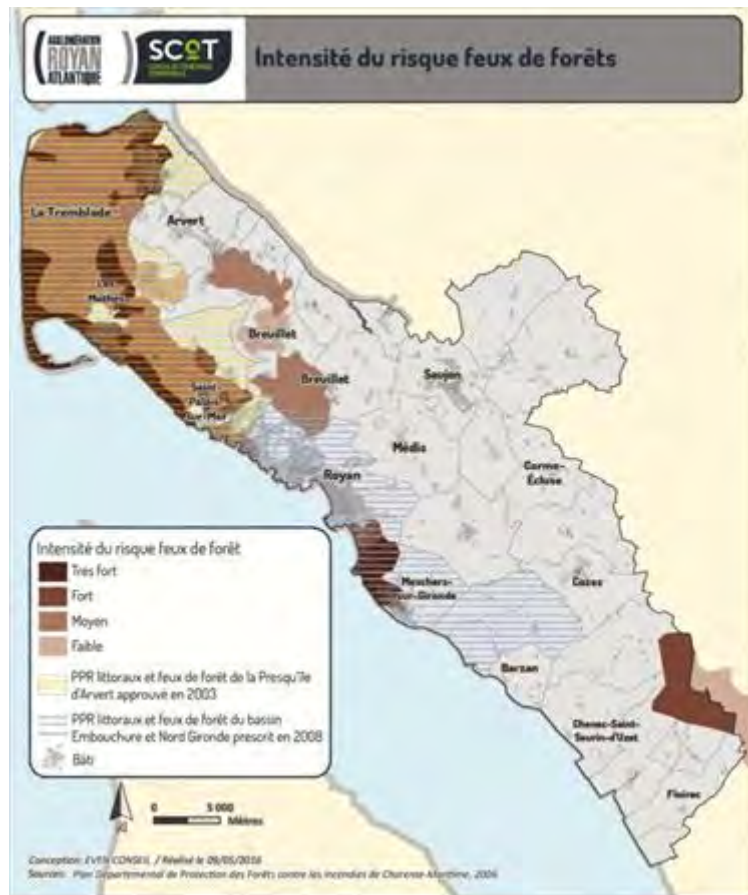 AGGLOMÉRATION
ROYAN
ATLANTIQUE
SCOT
Intensité du risque feux de forêts
La Tremblade
Arvert
Les
Mathes
Breuillet
Breuillet
Saujon
Saint
Palais
sur-Mer
Médis
Royan
Corme-
Écluse
Meschers-
sur-Gironde
Cozes
Barzan
Chenac-Saint-
Seurin-d'Uzet
Floirac
Intensité du risque feux de forêt
Très fort
Fort
Moyen
Faible
PPR littoraux et feux de forêt de la Presqu'île
d'Arvert approuvé en 2003
PPR littoraux et feux de forêt du bassin
Embouchure et Nord Gironde prescrit en 2008
Bâti
0 5 000
Mètres
Conception: EVEN CONSEIL / Réalisé le 09/05/2016
Sources: Plan Départemental de Protection des Forêts contre les Incendies de Charente-Maritime, 2006